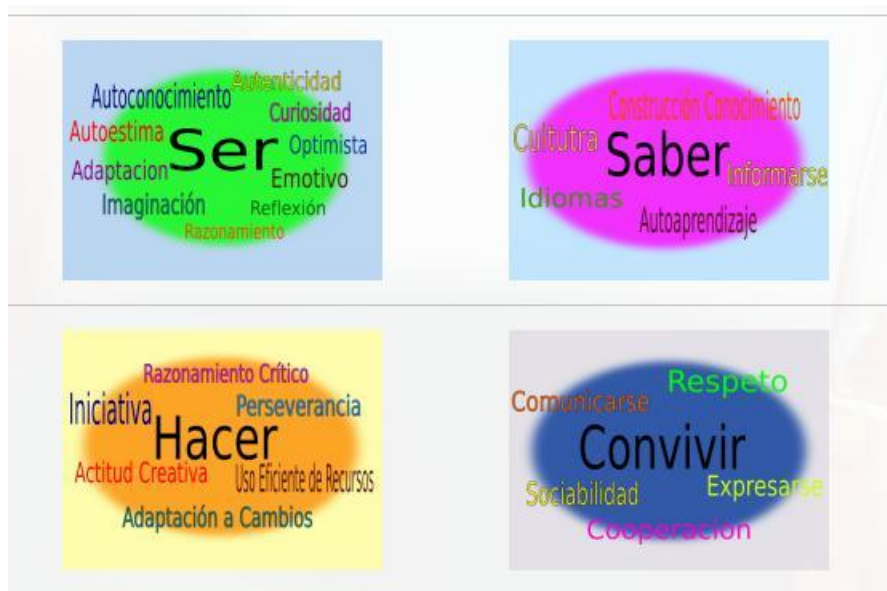 Autenticidad
Autoconocimiento
Curiosidad
Autoestima
Ser
Optimista
Adaptacion
Emotivo
Imaginación
Reflexión
Razonamiento
Construcción Conocimiento
Cultutra
Saber
Informarse
Idiomas
Autoaprendizaje
Razonamiento Crítico
Iniciativa
Perseverancia
Hacer
Actitud Creativa
Uso Eficiente de Recursos
Adaptación a Cambios
Respeto
Comunicarse
Convivir
Sociabilidad
Expresarse
Cooperación